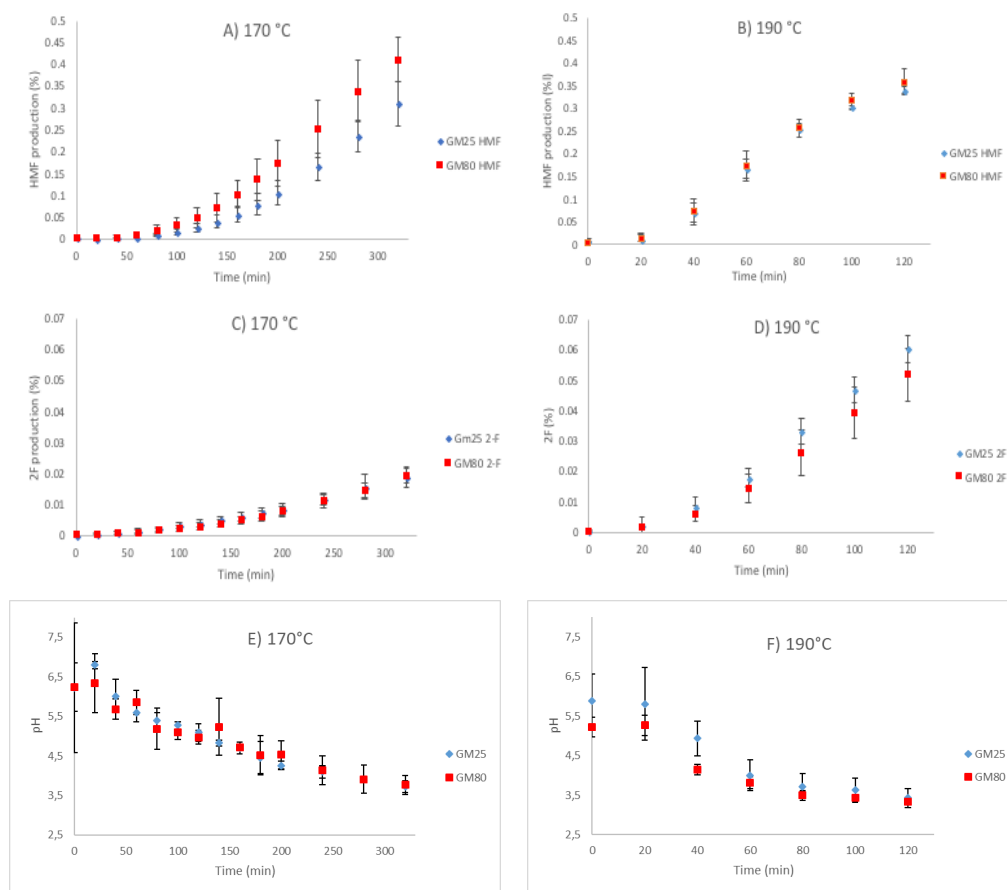 A) 170 °C
HMF production (%)
0.5
0.45
0.4
0.35
0.3
0.25
0.2
0.15
0.1
0.05
0
0 50 100 150 200 250 300
Time (min)
GM25 HMF
GM80 HMF
B) 190 °C
HMF production (%l)
0.5
0.45
0.4
0.35
0.3
0.25
0.2
0.15
0.1
0.05
0
0 20 40 60 80 100 120
Time (min)
GM25 HMF
GM80 HMF
C) 170 °C
2F production (%)
0.07
0.06
0.05
0.04
0.03
0.02
0.01
0
0 50 100 150 200 250 300
Time (min)
Gm25 2-F
GM80 2-F
D) 190 °C
2F (%)
0.07
0.06
0.05
0.04
0.03
0.02
0.01
0
0 20 40 60 80 100 120
Time (min)
GM25 2F
GM80 2F
E) 170°C
pH
7,5
6,5
5,5
4,5
3,5
2,5
0 50 100 150 200 250 300
Time (min)
GM25
GM80
F) 190°C
pH
7,5
6,5
5,5
4,5
3,5
2,5
0 20 40 60 80 100 120
Time (min)
GM25
GM80